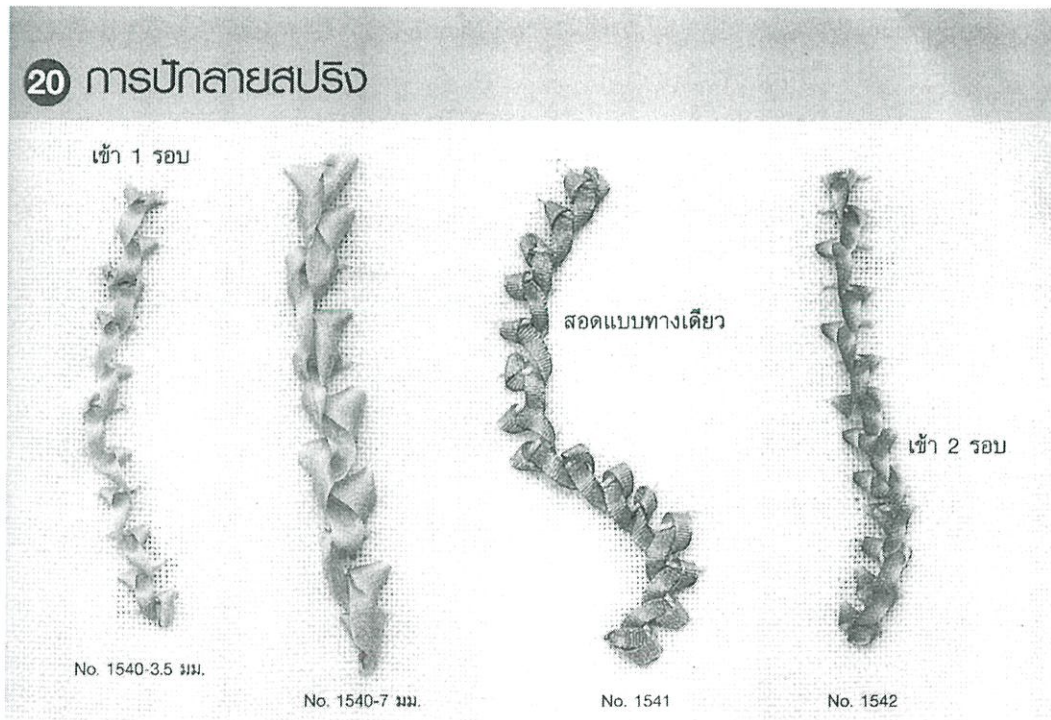 20 การปักลายสปริง
เข้า 1 รอบ
สอดแบบทางเดียว
เข้า 2 รอบ
No. 1540-3.5 มม.
No. 1540-7 มม.
No. 1541
No. 1542